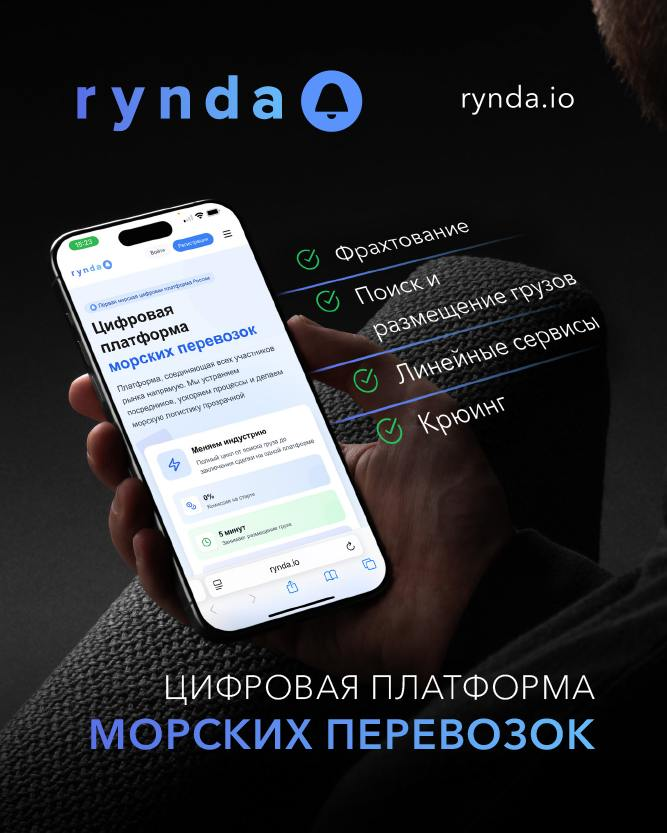 rynda
rynda.io
15:23
rynda
Войти
Регистрация
Первая морская цифровая платформа России
Цифровая
платформа
морских перевозок
Платформа, соединяющая всех участников
рынка напрямую. Мы устраняем
посредников, ускоряем процессы и делаем
морскую логистику прозрачной
Меняем индустрию
Полный цикл от поиска груза до
заключения сделки на одной платформе
0%
Комиссия на старте
5 минут
Занимает размещение груза
rynda.io
Фрахтование
Поиск и
размещение грузов
Линейные сервисы
Крюинг
ЦИФРОВАЯ ПЛАТФОРМА
МОРСКИХ ПЕРЕВОЗОК